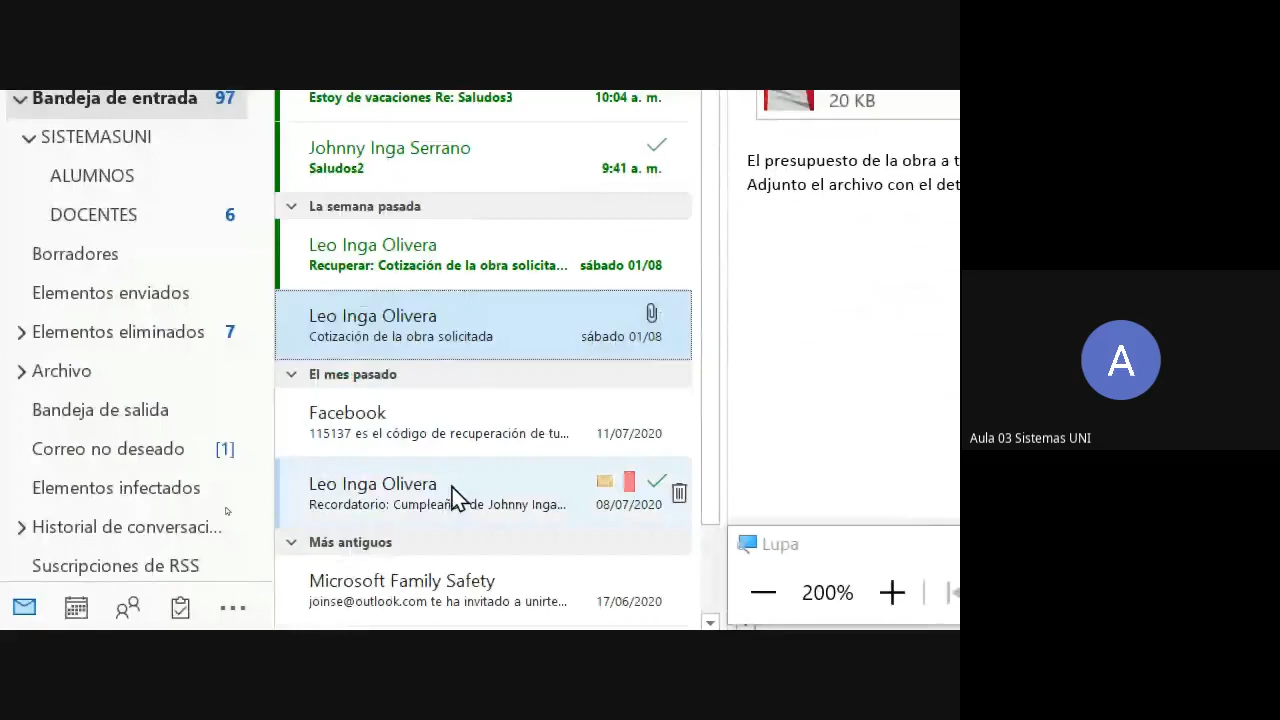 Bandeja de entrada 97
SISTEMASUNI
ALUMNOS
DOCENTES 6
Borradores
Elementos enviados
Elementos eliminados 7
Archivo
Bandeja de salida
Correo no deseado [1]
Elementos infectados
Historial de conversaci...
Suscripciones de RSS
Estoy de vacaciones Re: Saludos3 10:04 a. m.
Johnny Inga Serrano
Saludos2 9:41 a. m.
La semana pasada
Leo Inga Olivera
Recuperar: Cotización de la obra solicita... sábado 01/08
Leo Inga Olivera
Cotización de la obra solicitada sábado 01/08
El mes pasado
Facebook
115137 es el código de recuperación de tu... 11/07/2020
Leo Inga Olivera
Recordatorio: Cumpleañ de Johnny Inga... 08/07/2020
Más antiguos
Microsoft Family Safety
joinse@outlook.com te ha invitado a unirte... 17/06/2020
20 KB
El presupuesto de la obra a t
Adjunto el archivo con el det
Lupa
200%
A
Aula 03 Sistemas UNI